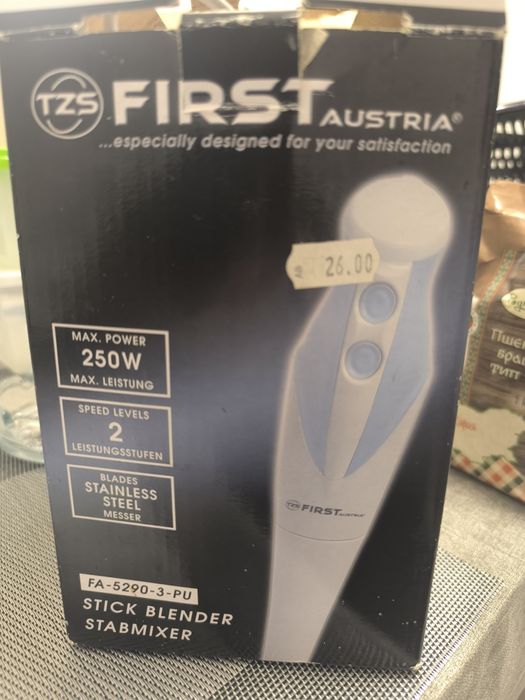 TZS FIRST AUSTRIA®
...especially designed for your satisfaction
26.00
MAX. POWER
250W
MAX. LEISTUNG
SPEED LEVELS
2
LEISTUNGSSTUFEN
BLADES
STAINLESS
STEEL
MESSER
TZS FIRST AUSTRIA
FA-5290-3-PU
STICK BLENDER
STABMIXER